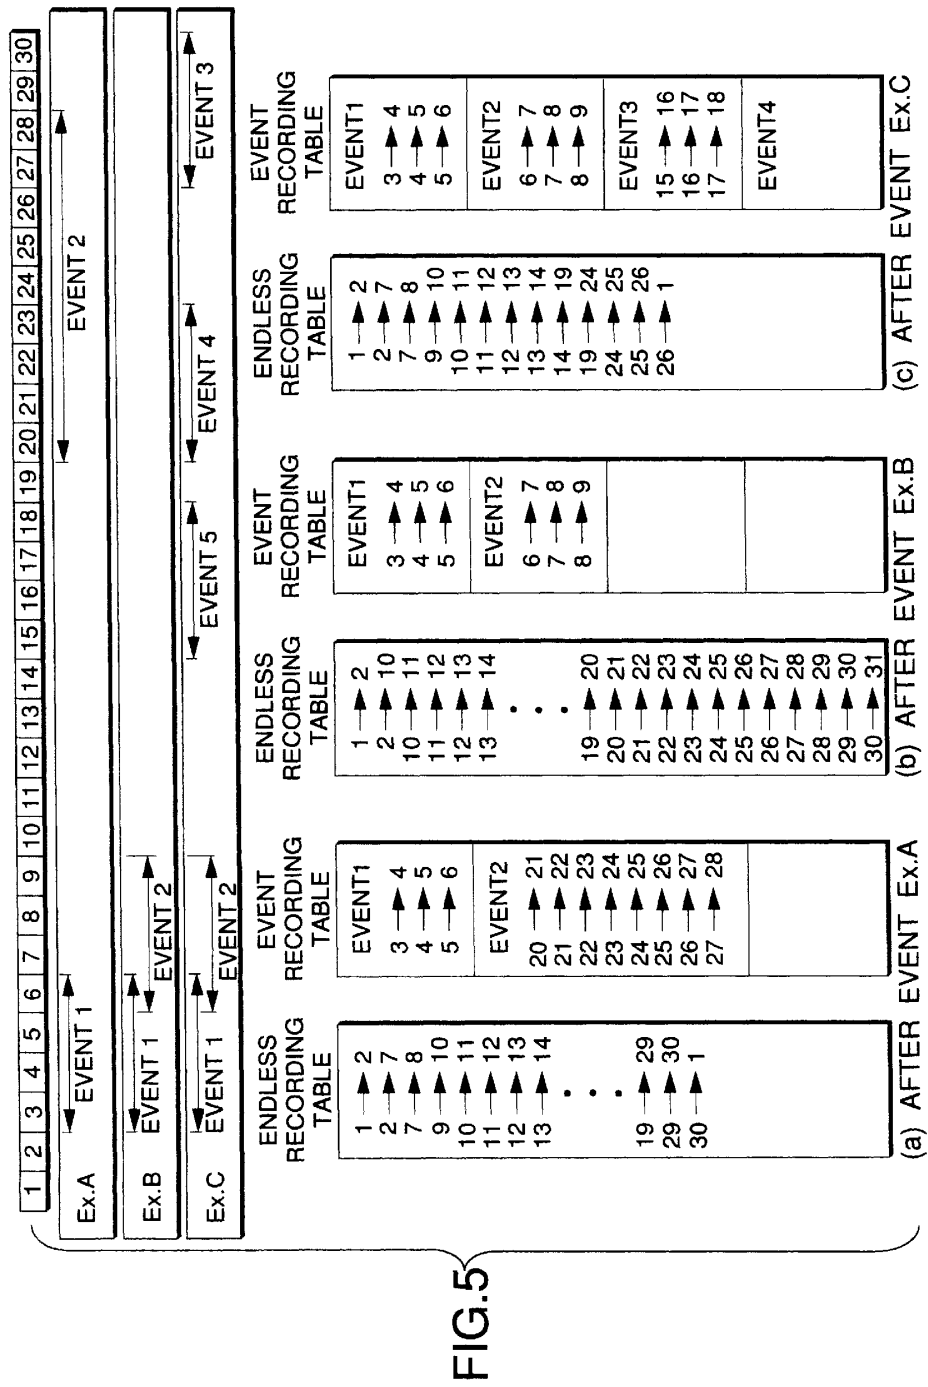 1 2 3 4 5 6 7 8 9 10 11 12 13 14 15 16 17 18 19 20 21 22 23 24 25 26 27 28 29 30
Ex.A
EVENT 1
EVENT 2
Ex.B
EVENT 1
EVENT 2
Ex.C
EVENT 1
EVENT 2
EVENT 5
EVENT 4
EVENT 3
ENDLESS
RECORDING
TABLE
1 → 2
2 → 7
7 → 8
9 → 10
10 → 11
11 → 12
12 → 13
13 → 14
. . .
19 → 29
29 → 30
30 → 1
EVENT
RECORDING
TABLE
EVENT1
3 → 4
4 → 5
5 → 6
EVENT2
20 → 21
21 → 22
22 → 23
23 → 24
24 → 25
25 → 26
26 → 27
27 → 28
(a) AFTER EVENT Ex.A
ENDLESS
RECORDING
TABLE
1 → 2
2 → 10
10 → 11
11 → 12
12 → 13
13 → 14
. . .
19 → 20
20 → 21
21 → 22
22 → 23
23 → 24
24 → 25
25 → 26
26 → 27
27 → 28
28 → 29
29 → 30
30 → 31
EVENT
RECORDING
TABLE
EVENT1
3 → 4
4 → 5
5 → 6
EVENT2
6 → 7
7 → 8
8 → 9
(b) AFTER EVENT Ex.B
ENDLESS
RECORDING
TABLE
1 → 2
2 → 7
7 → 8
9 → 10
10 → 11
11 → 12
12 → 13
13 → 14
14 → 19
19 → 24
24 → 25
25 → 26
26 → 1
EVENT
RECORDING
TABLE
EVENT1
3 → 4
4 → 5
5 → 6
EVENT2
6 → 7
7 → 8
8 → 9
EVENT3
15 → 16
16 → 17
17 → 18
EVENT4
(c) AFTER EVENT Ex.C
FIG.5